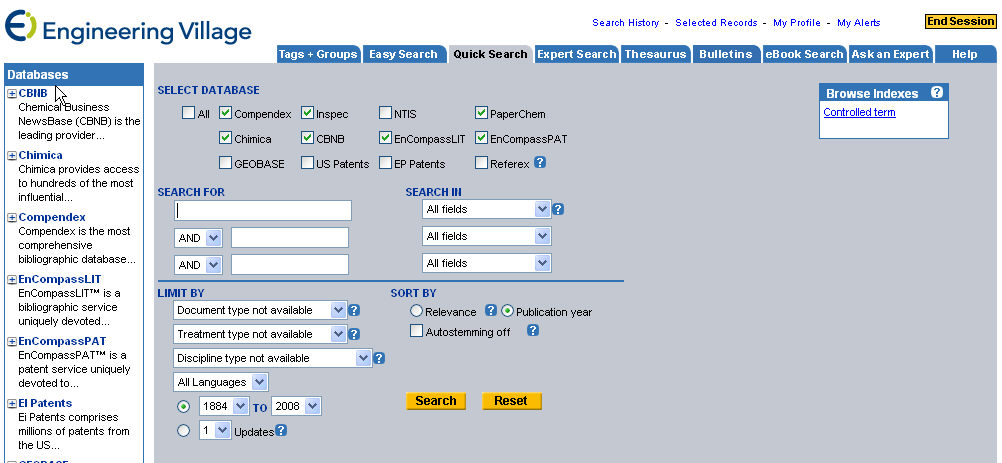 Engineering Village
Search History - Selected Records - My Profile - My Alerts
End Session
Tags + Groups Easy Search Quick Search Expert Search Thesaurus Bulletins eBook Search Ask an Expert Help
Databases
CBNB
Chemical Business
NewsBase (CBNB) is the
leading provider...
Chimica
Chimica provides access
to hundreds of the most
influential...
Compendex
Compendex is the most
comprehensive
bibliographic database...
EnCompassLIT
EnCompassLIT™ is a
bibliographic service
uniquely devoted...
EnCompassPAT
EnCompassPAT™ is a
patent service uniquely
devoted to...
EI Patents
Ei Patents comprises
millions of patents from
the US...
GEOBASE
SELECT DATABASE
All Compendex Inspec NTIS PaperChem
Chimica CBNB EnCompassLIT EnCompassPAT
GEOBASE US Patents EP Patents Referex ?
SEARCH FOR SEARCH IN
All fields ?
AND All fields
AND All fields
LIMIT BY SORT BY
Document type not available ? Relevance ? Publication year
Treatment type not available ? Autostemming off ?
Discipline type not available ?
All Languages
1884 TO 2008 Search Reset
1 Updates ?
Browse Indexes ?
Controlled term